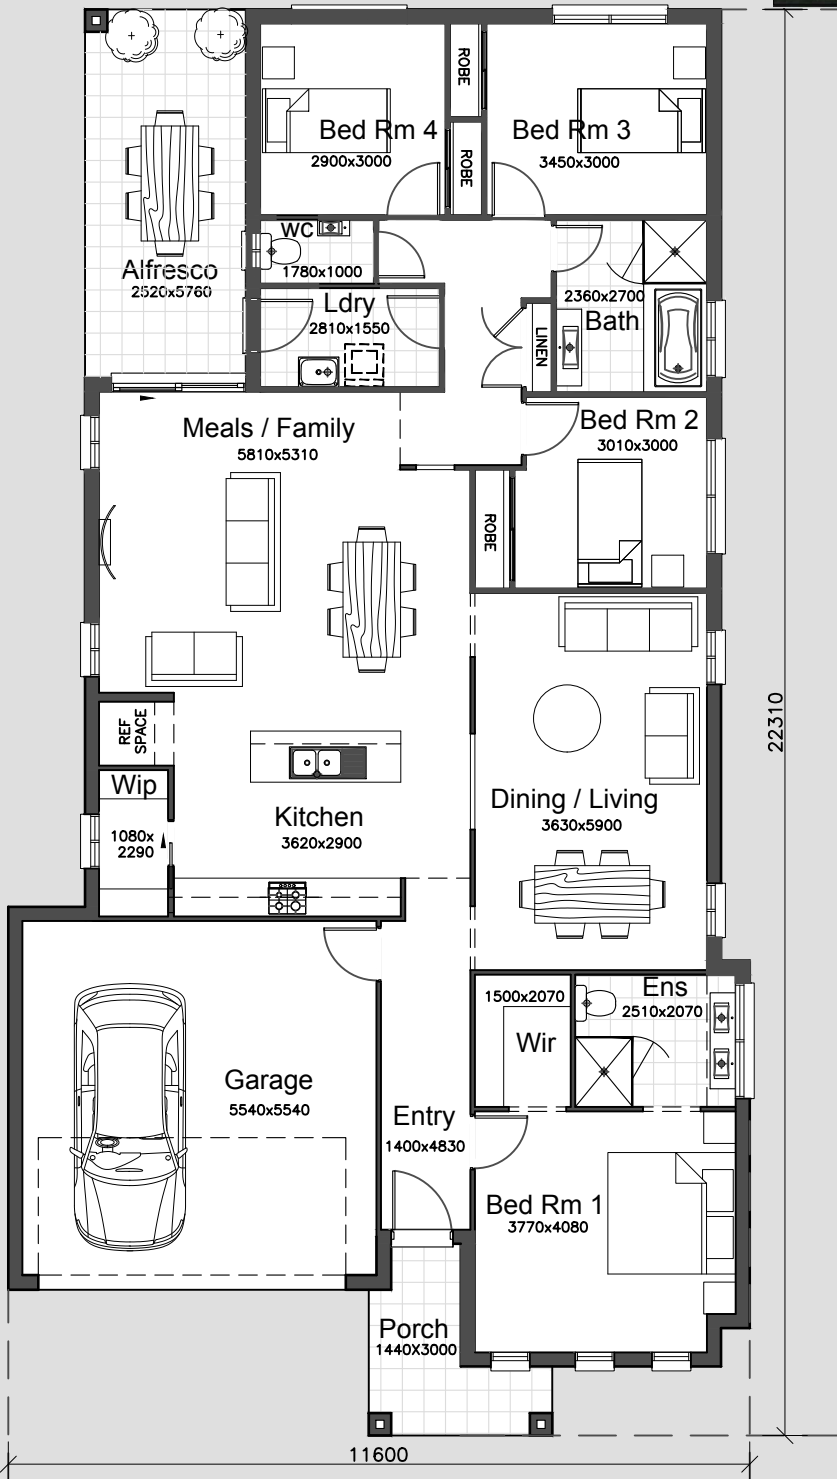 ROBE
Bed Rm 4
2900x3000
Bed Rm 3
3450x3000
ROBE
WC
1780x1000
Alfresco
2520x5760
Ldry
2810x1550
2360x2700
Bath
LINEN
Meals / Family
5810x5310
Bed Rm 2
3010x3000
ROBE
REF
SPACE
22310
Wip
1080x
2290
Kitchen
3620x2900
Dining / Living
3630x5900
1500x2070
Wir
Ens
2510x2070
Garage
5540x5540
Entry
1400x4830
Bed Rm 1
3770x4080
Porch
1440X3000
11600